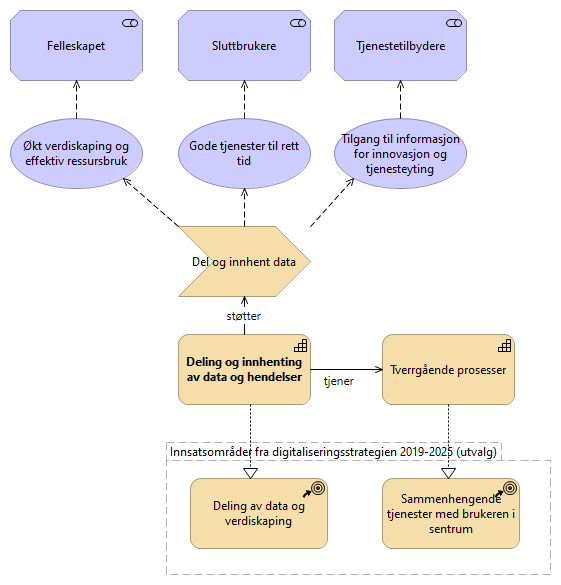 Felleskapet
Sluttbrukere
Tjenestetilbydere
Økt verdiskaping og
effektiv ressursbruk
Gode tjenester til rett
tid
Tilgang til informasjon
for innovasjon og
tjenesteyting
Del og innhent data
støtter
Deling og innhenting
av data og hendelser
tjener
Tverrgående prosesser
Innsatsområder fra digitaliseringsstrategien 2019-2025 (utvalg)
Deling av data og
verdiskaping
Sammenhengende
tjenester med brukeren i
sentrum